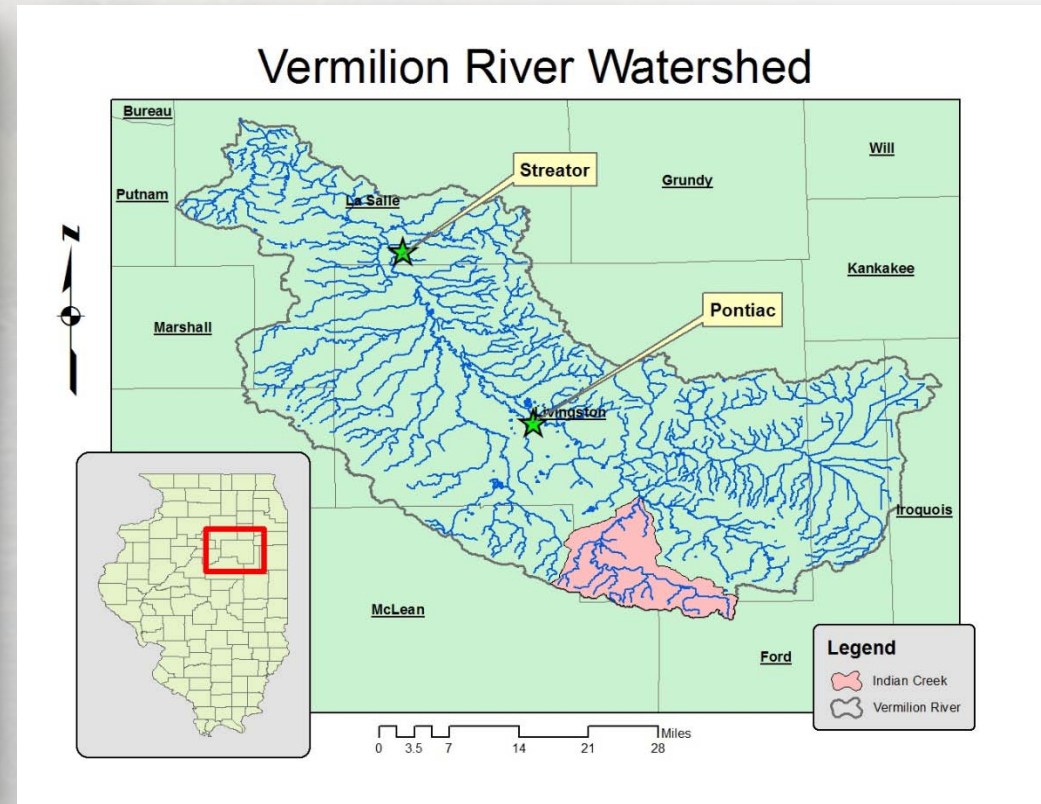 Vermilion River Watershed
Bureau
Will
Streator
Grundy
Putnam
La Salle
N
Kankakee
Pontiac
Marshall
Livingston
Iroquois
McLean
Ford
Legend
Indian Creek
Vermilion River
Miles
0 3.5 7 14 21 28